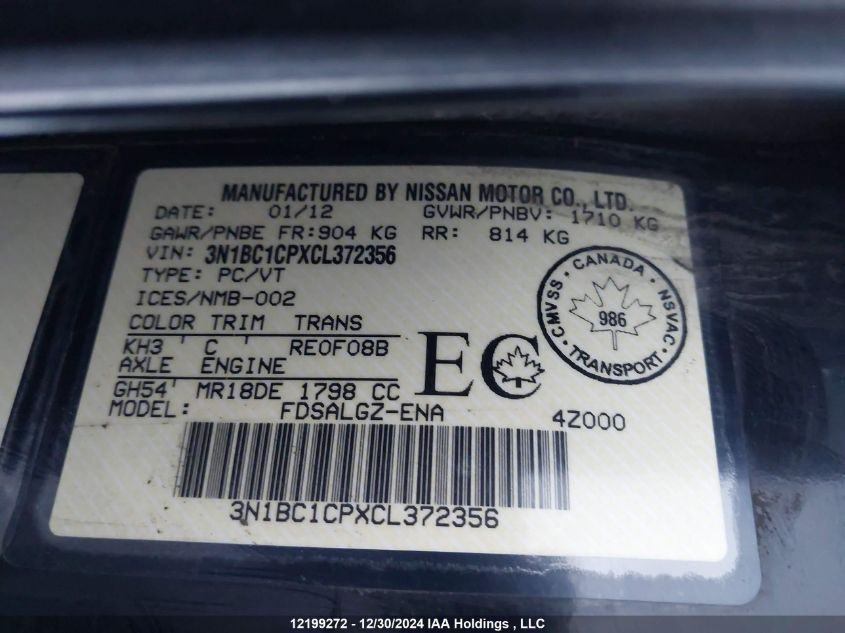 MANUFACTURED BY NISSAN MOTOR CO., LTD.
DATE: 01/12 GVWR/PNBV: 1710 KG
GAWR/PNBE FR:904 KG RR: 814 KG
VIN: 3N1BC1CPXCL372356
TYPE: PC/VT
ICES/NMB-002
COLOR TRIM TRANS
KH3 ' C ' RE0F08B
AXLE ENGINE
GH54' MR18DE 1798 CC
MODEL: FDSALGZ-ENA 4Z000
EC
CMVSS · CANADA · NSVAC · TRANSPORT ·
986
3N1BC1CPXCL372356
12199272 - 12/30/2024 IAA Holdings , LLC